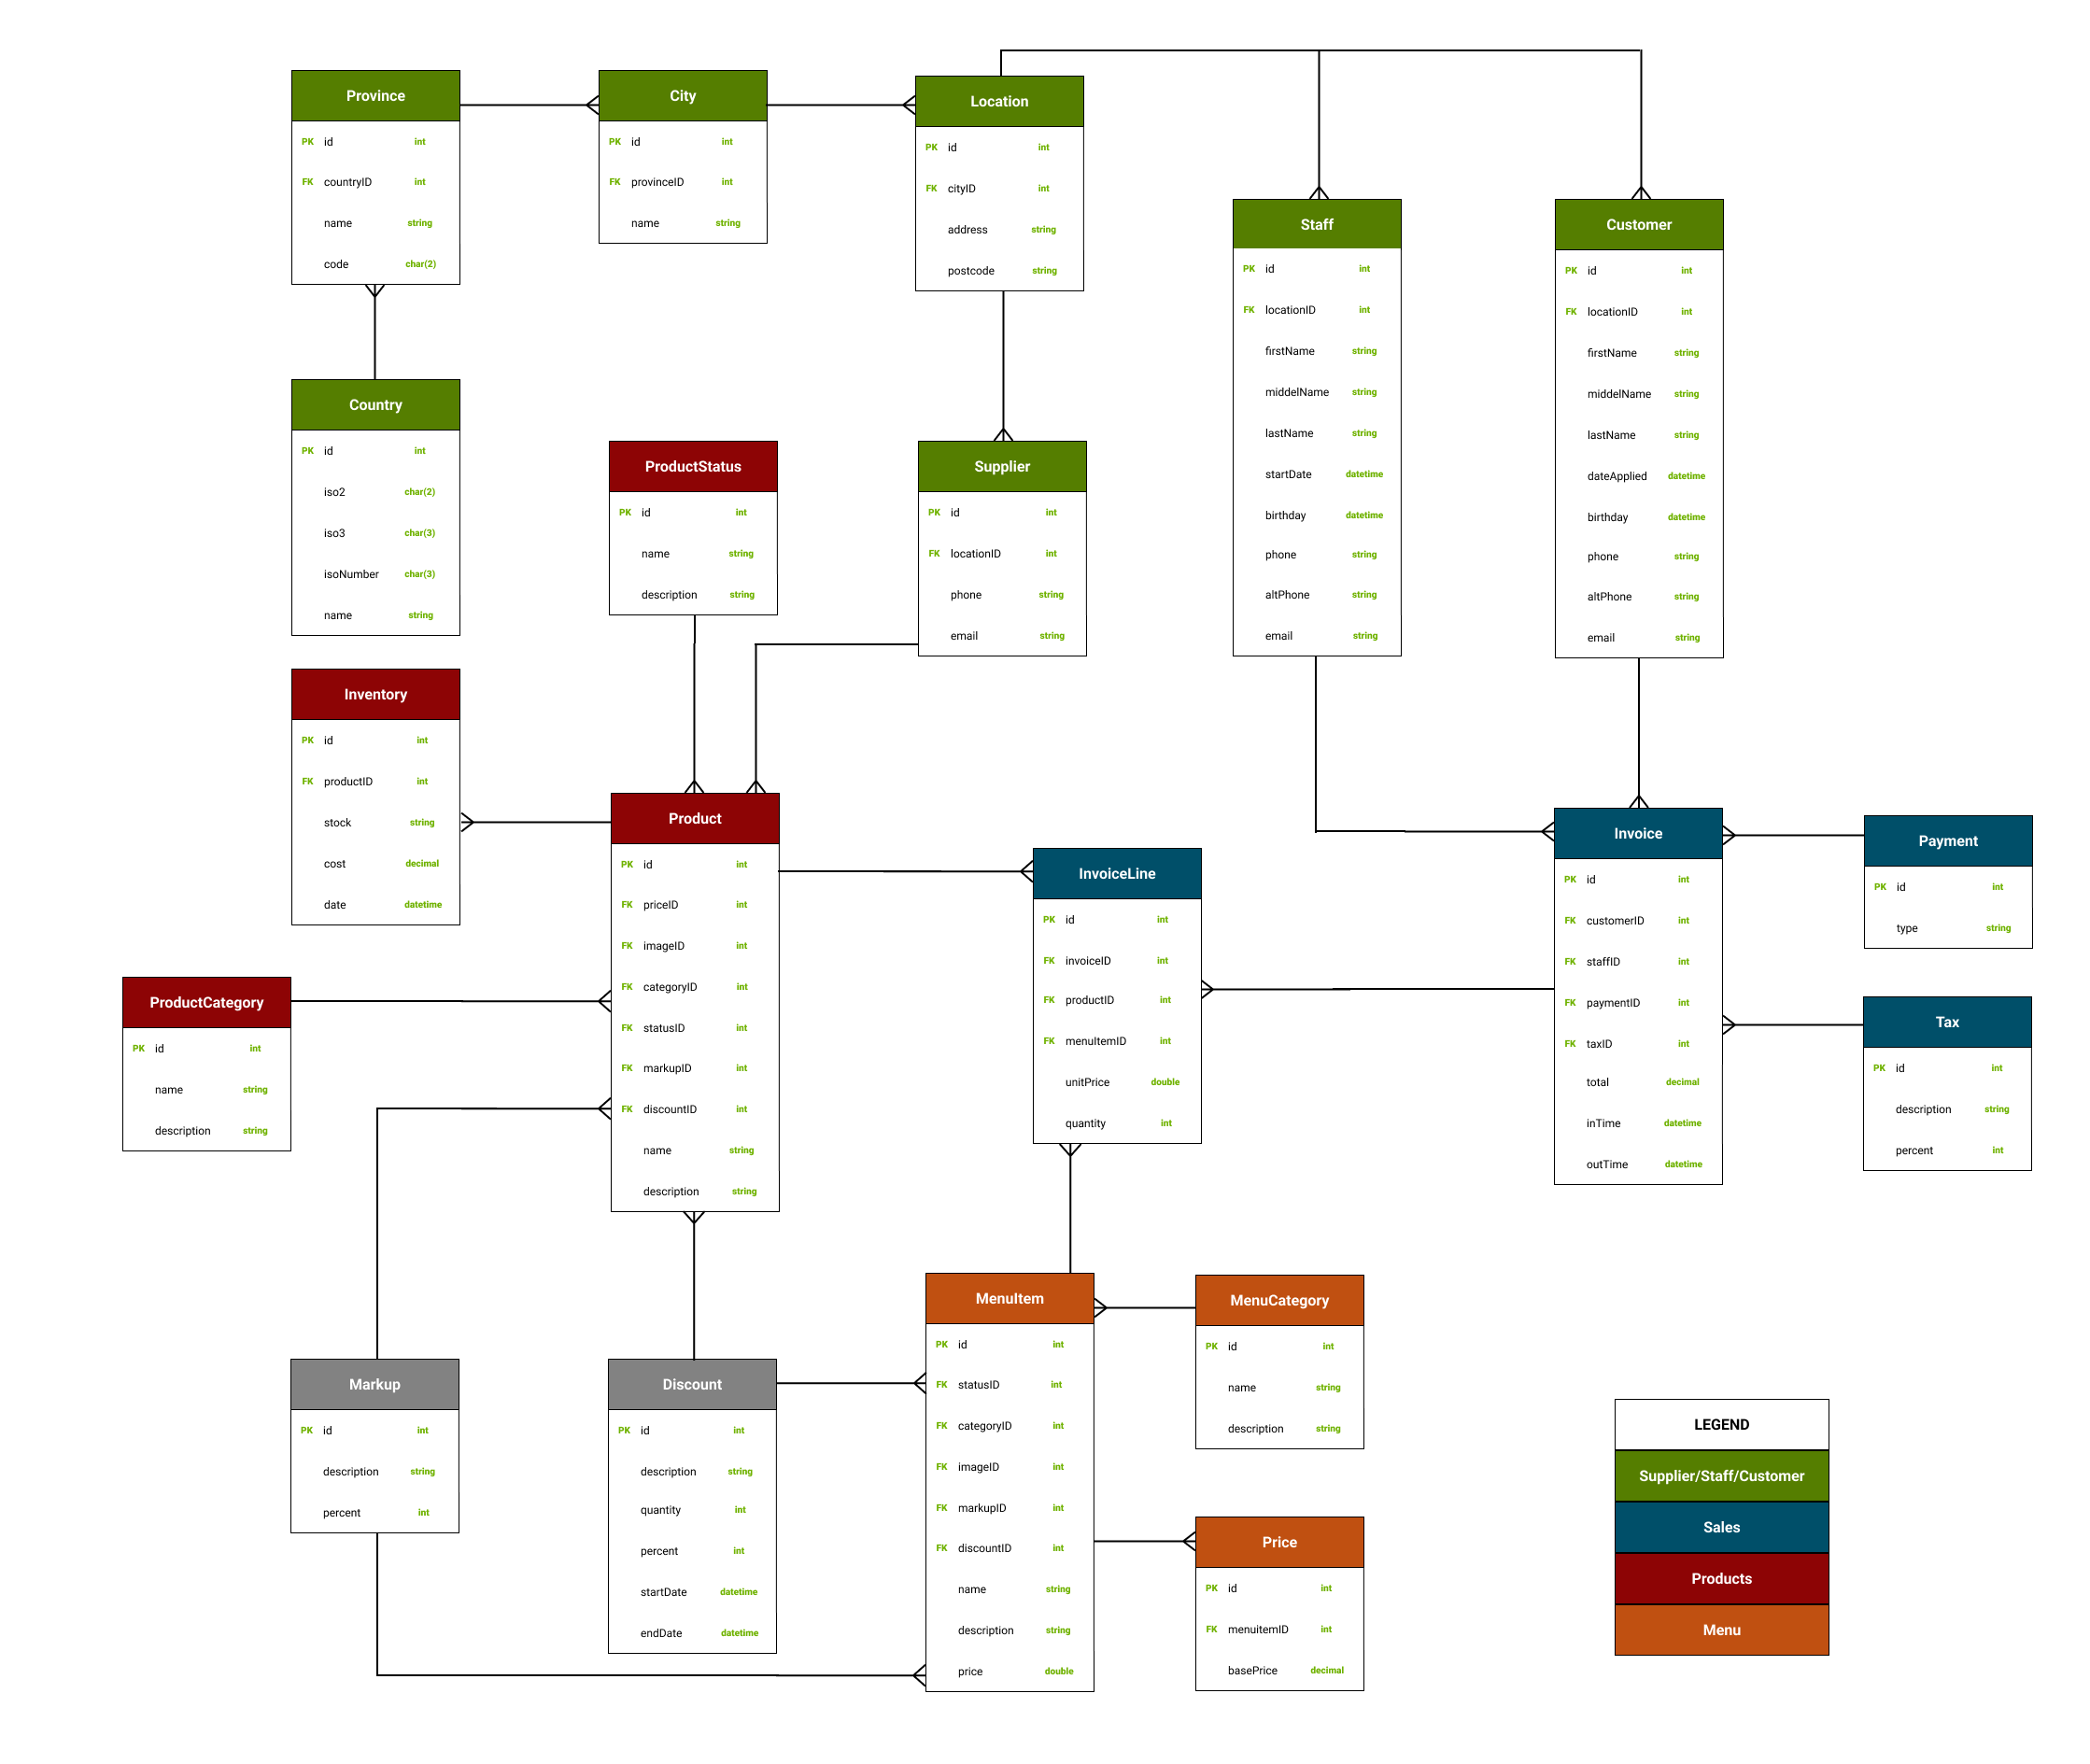 Province
PK id int
FK countryID int
name string
code char(2)
City
PK id int
FK provinceID int
name string
Location
PK id int
FK cityID int
address string
postcode string
Staff
PK id int
FK locationID int
firstName string
middelName string
lastName string
startDate datetime
birthday datetime
phone string
altPhone string
email string
Customer
PK id int
FK locationID int
firstName string
middelName string
lastName string
dateApplied datetime
birthday datetime
phone string
altPhone string
email string
Country
PK id int
iso2 char(2)
iso3 char(3)
isoNumber char(3)
name string
ProductStatus
PK id int
name string
description string
Supplier
PK id int
FK locationID int
phone string
email string
Inventory
PK id int
FK productID int
stock string
cost decimal
date datetime
Product
PK id int
FK priceID int
FK imageID int
FK categoryID int
FK statusID int
FK markupID int
FK discountID int
name string
description string
InvoiceLine
PK id int
FK invoiceID int
FK productID int
FK menuItemID int
unitPrice double
quantity int
Invoice
PK id int
FK customerID int
FK staffID int
FK paymentID int
FK taxID int
total decimal
inTime datetime
outTime datetime
Payment
PK id int
type string
ProductCategory
PK id int
name string
description string
Tax
PK id int
description string
percent int
Markup
PK id int
description string
percent int
Discount
PK id int
description string
quantity int
percent int
startDate datetime
endDate datetime
MenuItem
PK id int
FK statusID int
FK categoryID int
FK imageID int
FK markupID int
FK discountID int
name string
description string
price double
MenuCategory
PK id int
name string
description string
Price
PK id int
FK menuitemID int
basePrice decimal
LEGEND
Supplier/Staff/Customer
Sales
Products
Menu